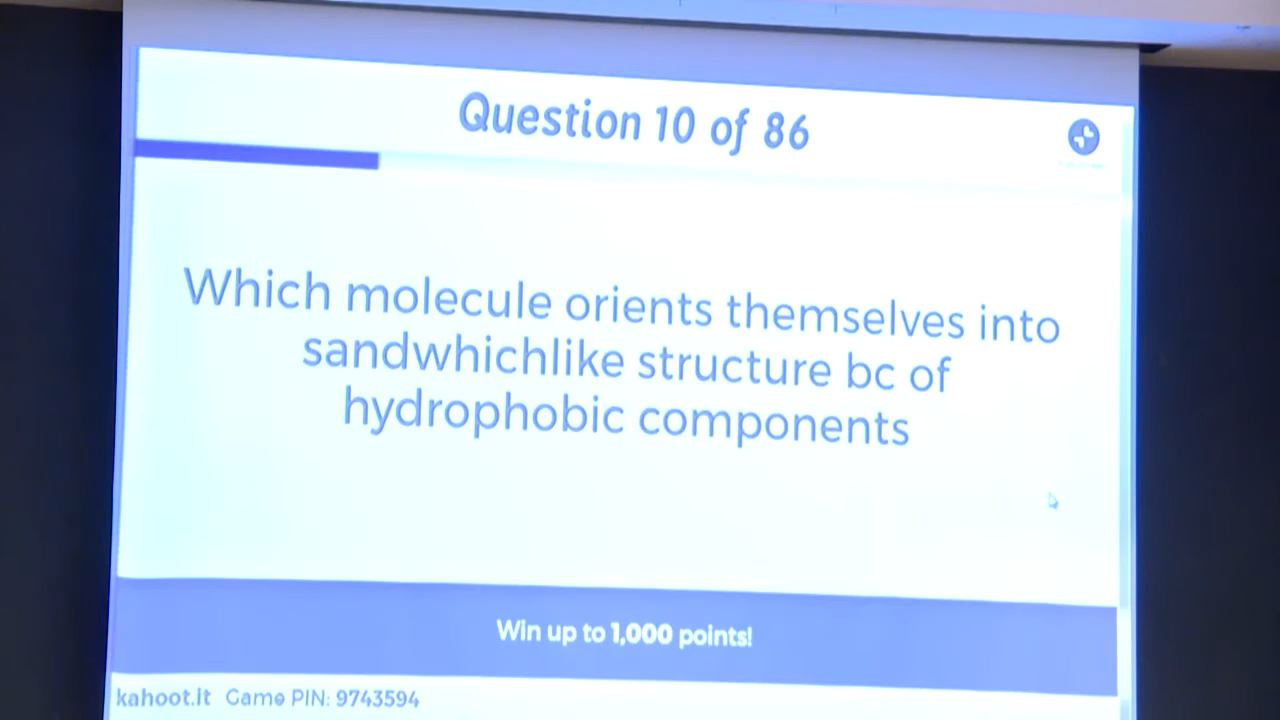 Question 10 of 86
Which molecule orients themselves into
sandwhichlike structure bc of
hydrophobic components
Win up to 1,000 points!
kahoot.it Game PIN: 9743594